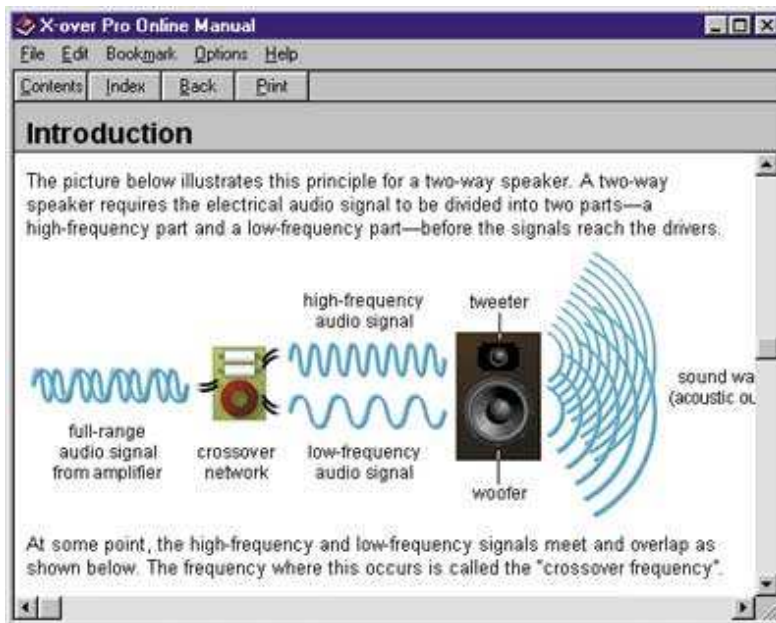 X-over Pro Online Manual
File Edit Bookmark Options Help
Contents Index Back Print
Introduction
The picture below illustrates this principle for a two-way speaker. A two-way
speaker requires the electrical audio signal to be divided into two parts—a
high-frequency part and a low-frequency part—before the signals reach the drivers.
high-frequency
audio signal
tweeter
sound wa
(acoustic ou
full-range
audio signal
from amplifier
crossover
network
low-frequency
audio signal
woofer
At some point, the high-frequency and low-frequency signals meet and overlap as
shown below. The frequency where this occurs is called the "crossover frequency".